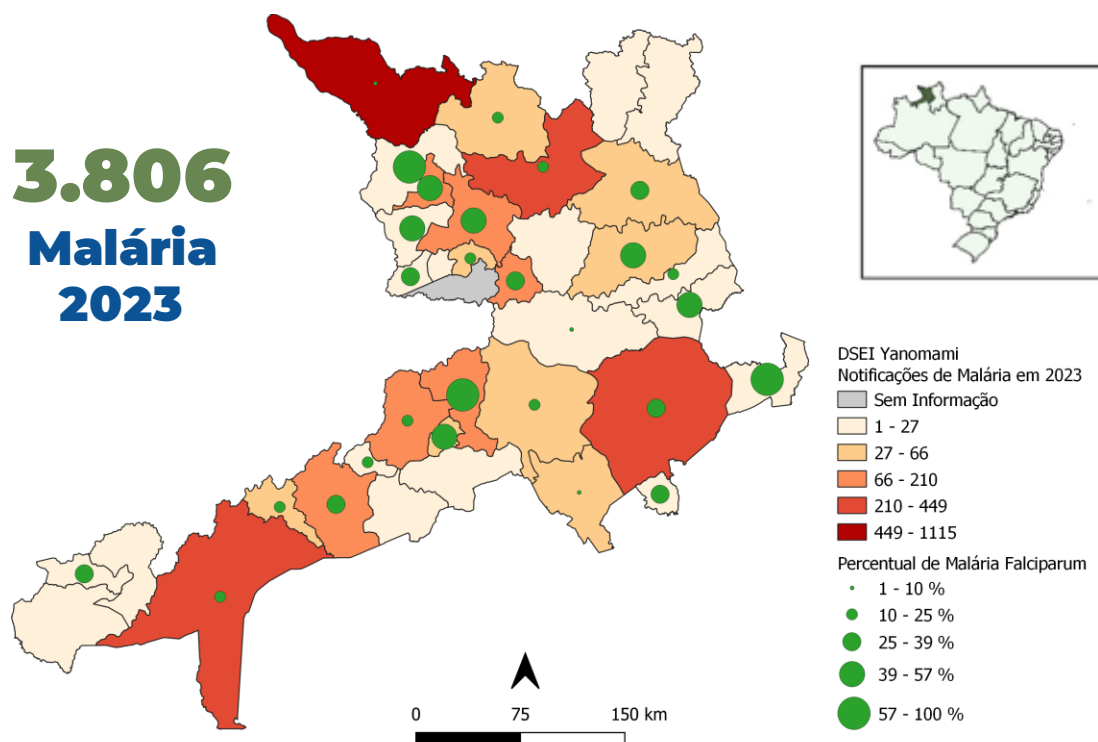 3.806
Malária
2023
DSEI Yanomami
Notificações de Malária em 2023
Sem Informação
1 - 27
27 - 66
66 - 210
210 - 449
449 - 1115
Percentual de Malária Falciparum
1 - 10 %
10 - 25 %
25 - 39 %
39 - 57 %
57 - 100 %
0 75 150 km